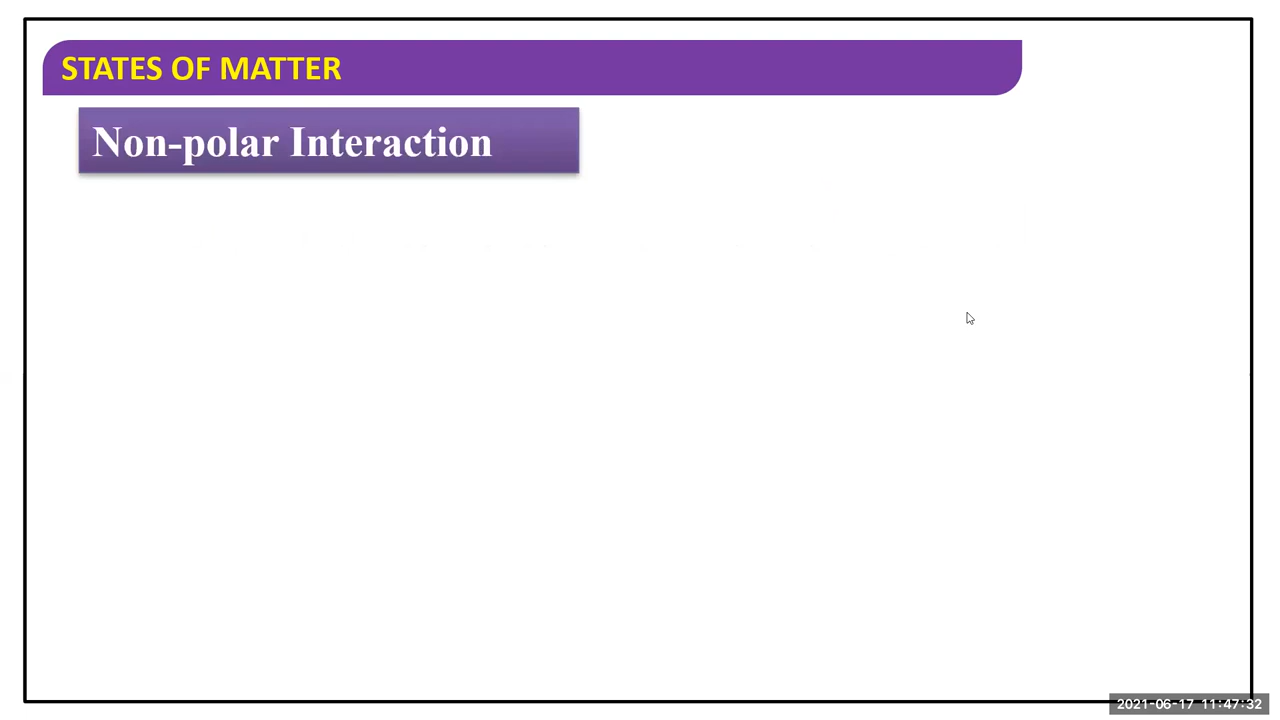 STATES OF MATTER
Non-polar Interaction
2021-06-17 11:47:32